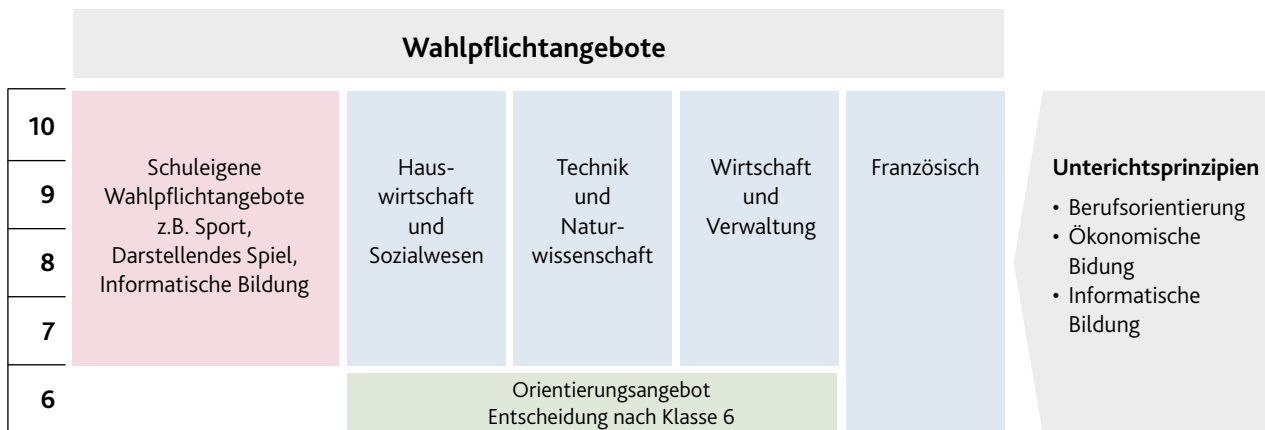 Wahlpflichtangebote
10
9
8
7
6
Schuleigene
Wahlpflichtangebote
z.B. Sport,
Darstellendes Spiel,
Informatische Bildung
Haus-
wirtschaft
und
Sozialwesen
Technik
und
Natur-
wissenschaft
Wirtschaft
und
Verwaltung
Französisch
Orientierungsangebot
Entscheidung nach Klasse 6
Unterichtsprinzipien
• Berufsorientierung
• Ökonomische
Bidung
• Informatische
Bildung